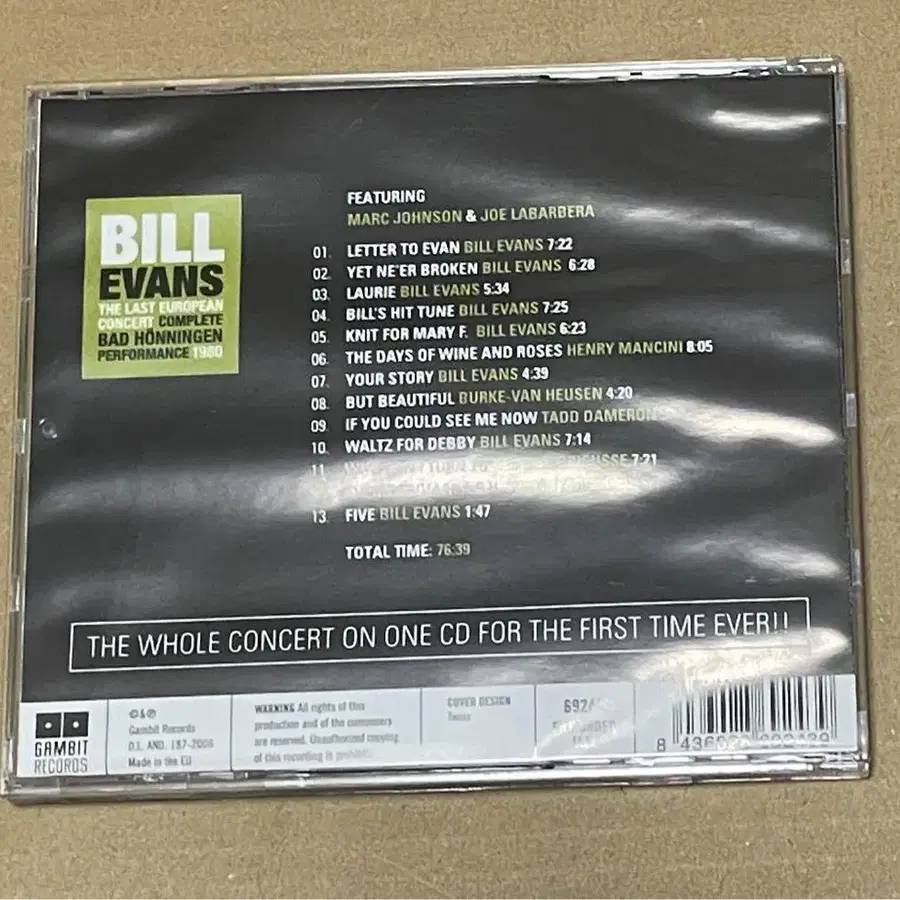 BILL
EVANS
THE LAST EUROPEAN
CONCERT COMPLETE
BAD HÖNNINGEN
PERFORMANCE 1980
FEATURING
MARC JOHNSON & JOE LABARBERA
01. LETTER TO EVAN BILL EVANS 7:22
02. YET NE'ER BROKEN BILL EVANS 6:28
03. LAURIE BILL EVANS 5:34
04. BILL'S HIT TUNE BILL EVANS 7:25
05. KNIT FOR MARY F. BILL EVANS 6:23
06. THE DAYS OF WINE AND ROSES HENRY MANCINI 8:05
07. YOUR STORY BILL EVANS 4:39
08. BUT BEAUTIFUL BURKE-VAN HEUSEN 4:20
09. IF YOU COULD SEE ME NOW TADD DAMERON
10. WALTZ FOR DEBBY BILL EVANS 7:14
11. 7:21
13. FIVE BILL EVANS 1:47
TOTAL TIME: 76:39
THE WHOLE CONCERT ON ONE CD FOR THE FIRST TIME EVER!!
GAMBIT
RECORDS
©&℗
Gambit Records
D.L. AND. 187-2006
Made in the EU
WARNING All rights of this
production and of the composers
are reserved. Unauthorized copying
of this recording is
COVER DESIGN